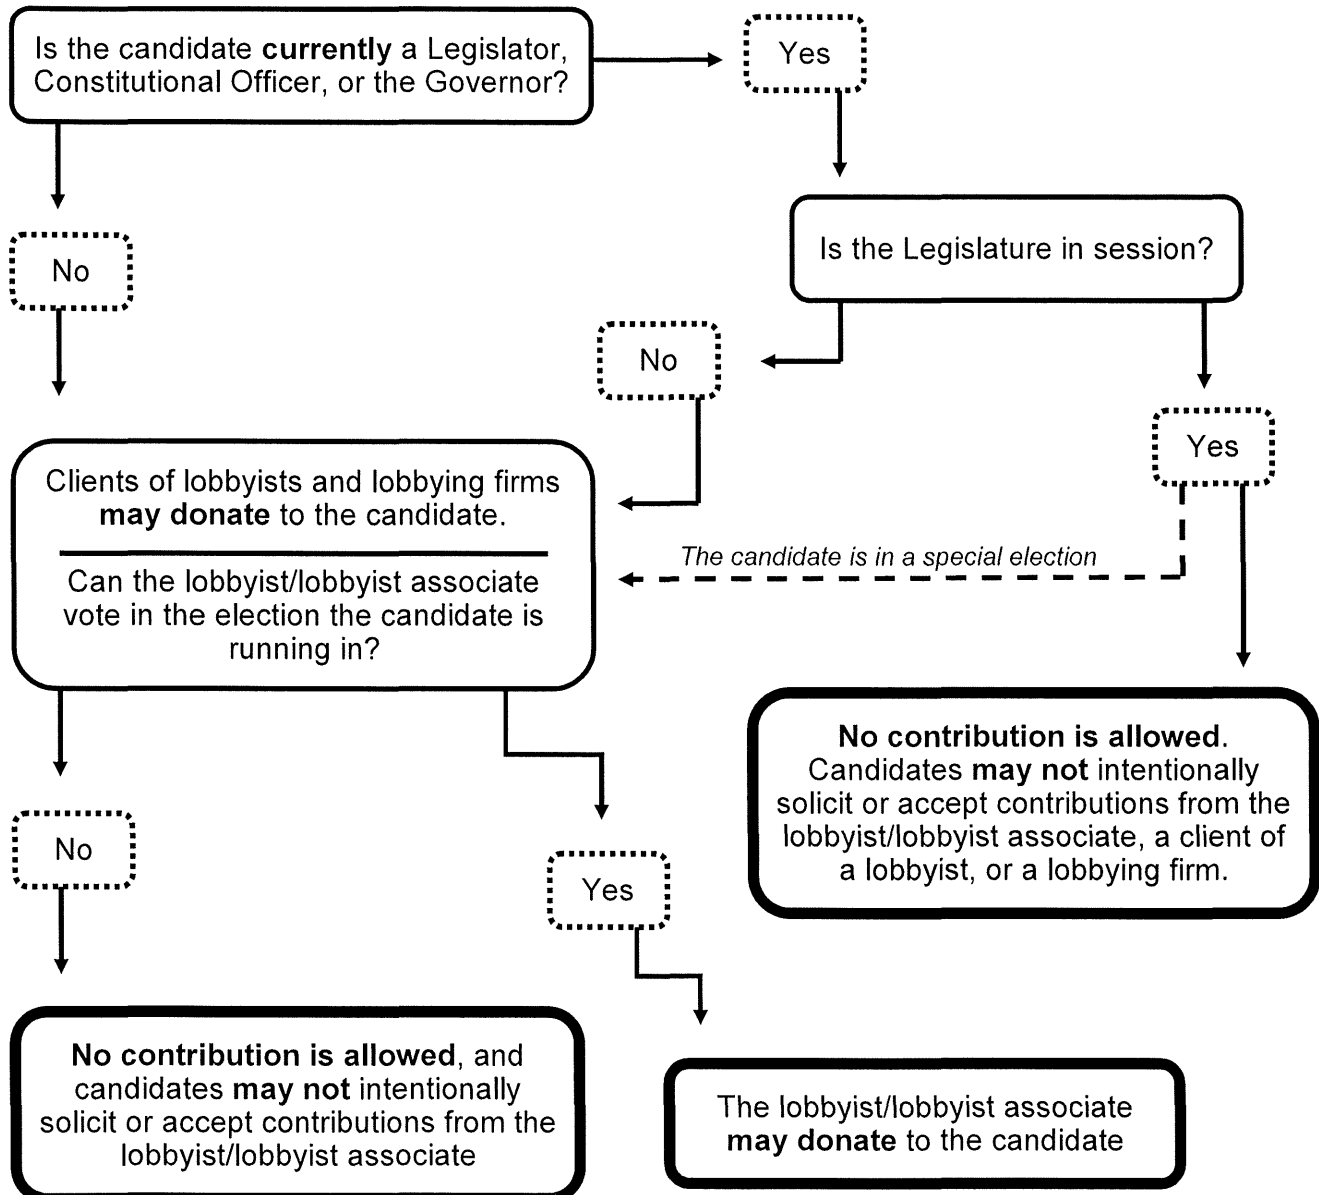 Is the candidate currently a Legislator,
Constitutional Officer, or the Governor?
Yes
No
Is the Legislature in session?
No
Yes
Clients of lobbyists and lobbying firms
may donate to the candidate.
The candidate is in a special election
Can the lobbyist/lobbyist associate
vote in the election the candidate is
running in?
No contribution is allowed.
Candidates may not intentionally
solicit or accept contributions from the
lobbyist/lobbyist associate, a client of
a lobbyist, or a lobbying firm.
No
Yes
No contribution is allowed, and
candidates may not intentionally
solicit or accept contributions from the
lobbyist/lobbyist associate
The lobbyist/lobbyist associate
may donate to the candidate